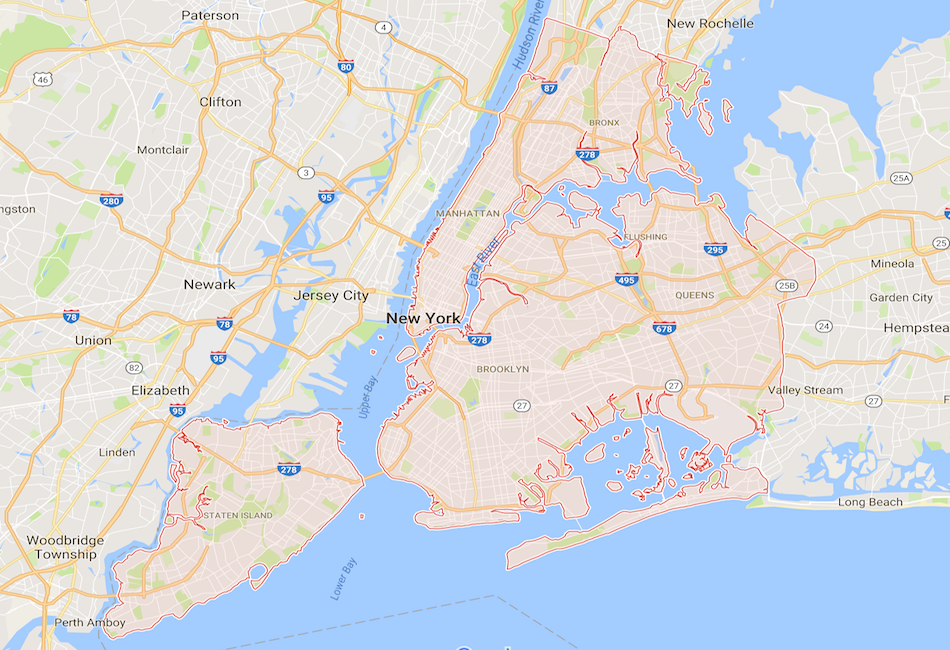 Paterson
4
Hudson River
New Rochelle
46
80
Clifton
87
BRONX
Montclair
278
3
25A
280
95
ngston
MANHATTAN
East River
FLUSHING
295
25
Mineola
495
Newark
Jersey City
QUEENS
25B
Garden City
78
78
New York
678
24
Hempstea
Union
278
95
82
BROOKLYN
Elizabeth
Upper Bay
27
Valley Stream
95
27
27
F
Linden
278
STATEN ISLAND
Long Beach
Woodbridge
Township
Lower Bay
Perth Amboy